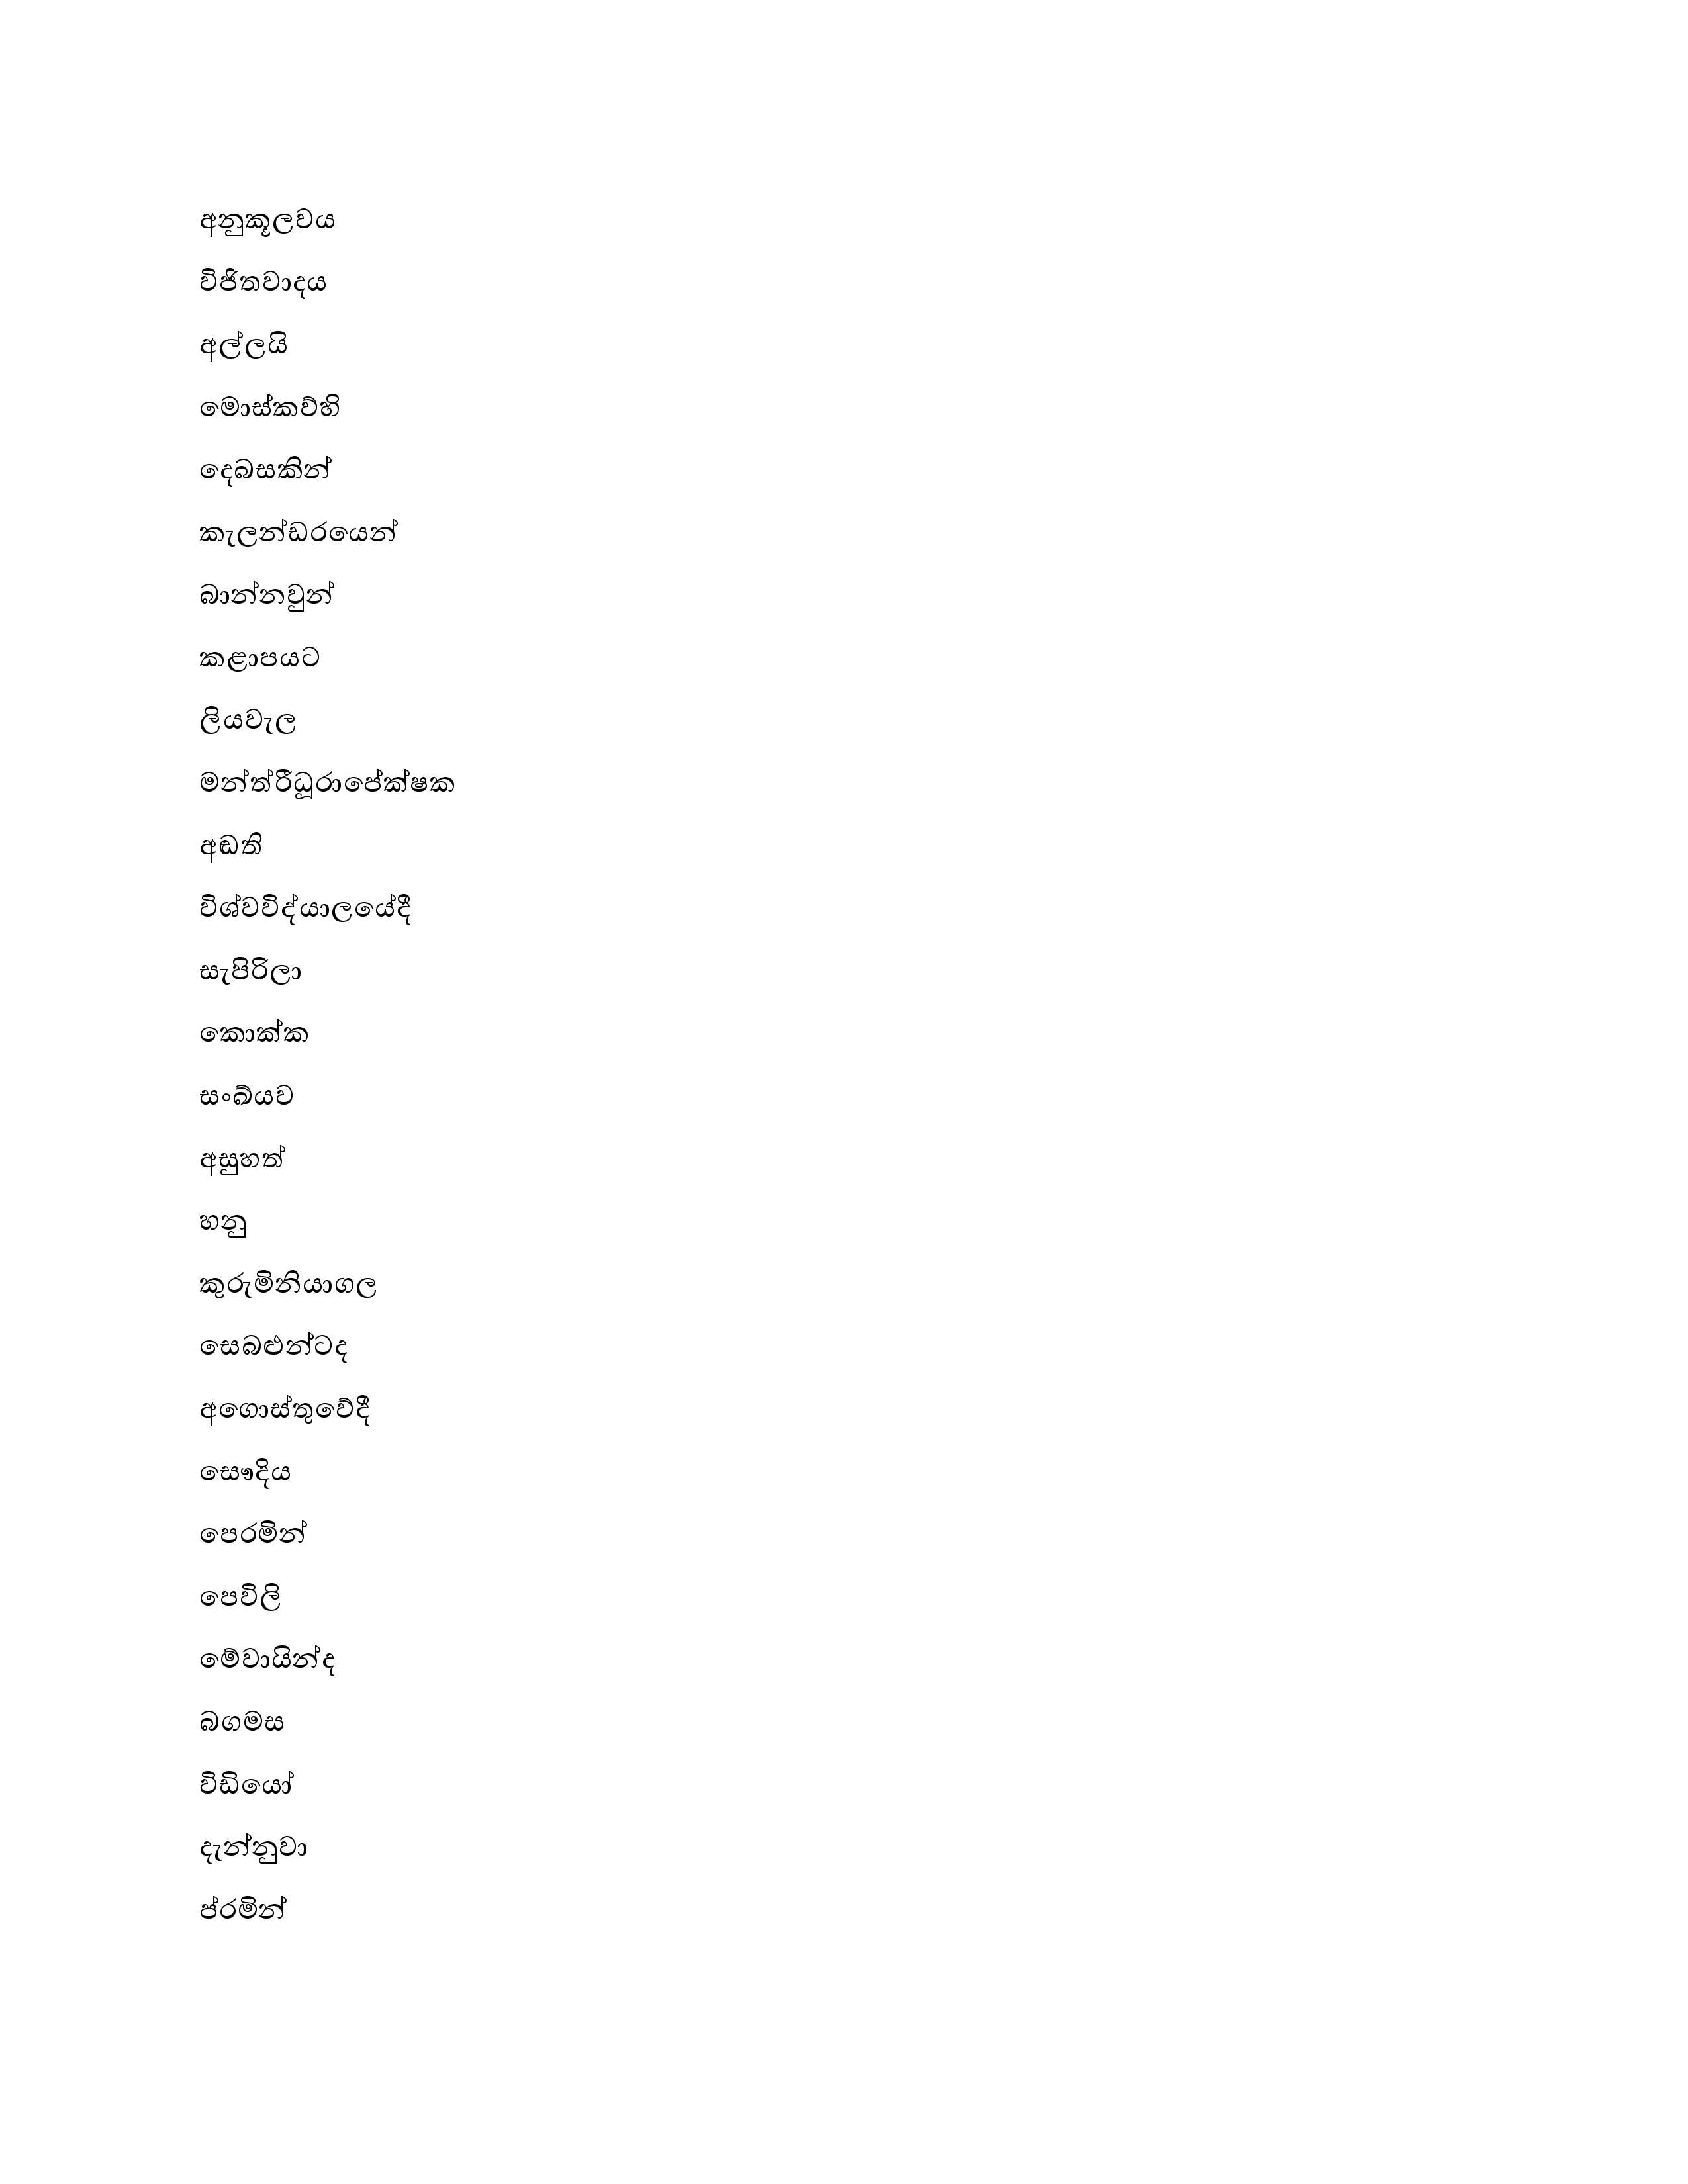 අනුකූලවය
විජිතවාදය
අල්ලයි
මොස්කව්හි
දෙබසකින්
කැලන්ඩරයෙන්
බාන්නවුන්
කළාපයට
ලියවැල
මන්ත්රීධූරාපේක්ෂක
අඬති
විශ්වවිද්යාලයේදී
සැපිරිලා
කොක්ක
සංඛ්යව
අසුහත්
හනු
කුරුමිනියාගල
සෙබළුන්ටද
අගොස්තුවේදී
සෞදිය
පෙරමින්
පෙවිලි
මේවායින්ද
බගමස
විඩියෝ
දැන්නුවා
ප්රමින්